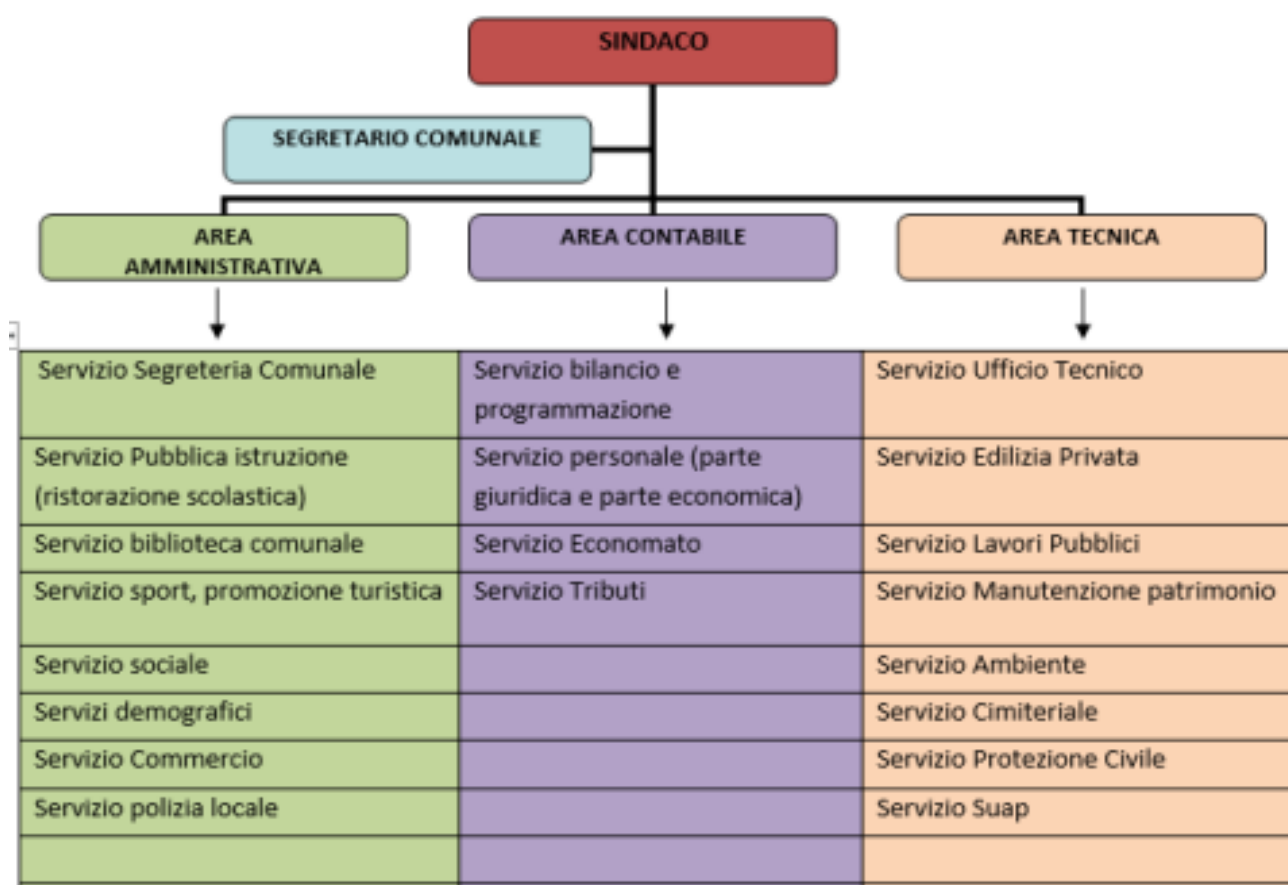 SINDACO
SEGRETARIO COMUNALE
AREA
AMMINISTRATIVA
AREA CONTABILE
AREA TECNICA
Servizio Segreteria Comunale
Servizio bilancio e
programmazione
Servizio Ufficio Tecnico
Servizio Pubblica istruzione
(ristorazione scolastica)
Servizio personale (parte
giuridica e parte economica)
Servizio Edilizia Privata
Servizio biblioteca comunale
Servizio Economato
Servizio Lavori Pubblici
Servizio sport, promozione turistica
Servizio Tributi
Servizio Manutenzione patrimonio
Servizio sociale
Servizio Ambiente
Servizi demografici
Servizio Cimiteriale
Servizio Commercio
Servizio Protezione Civile
Servizio polizia locale
Servizio Suap